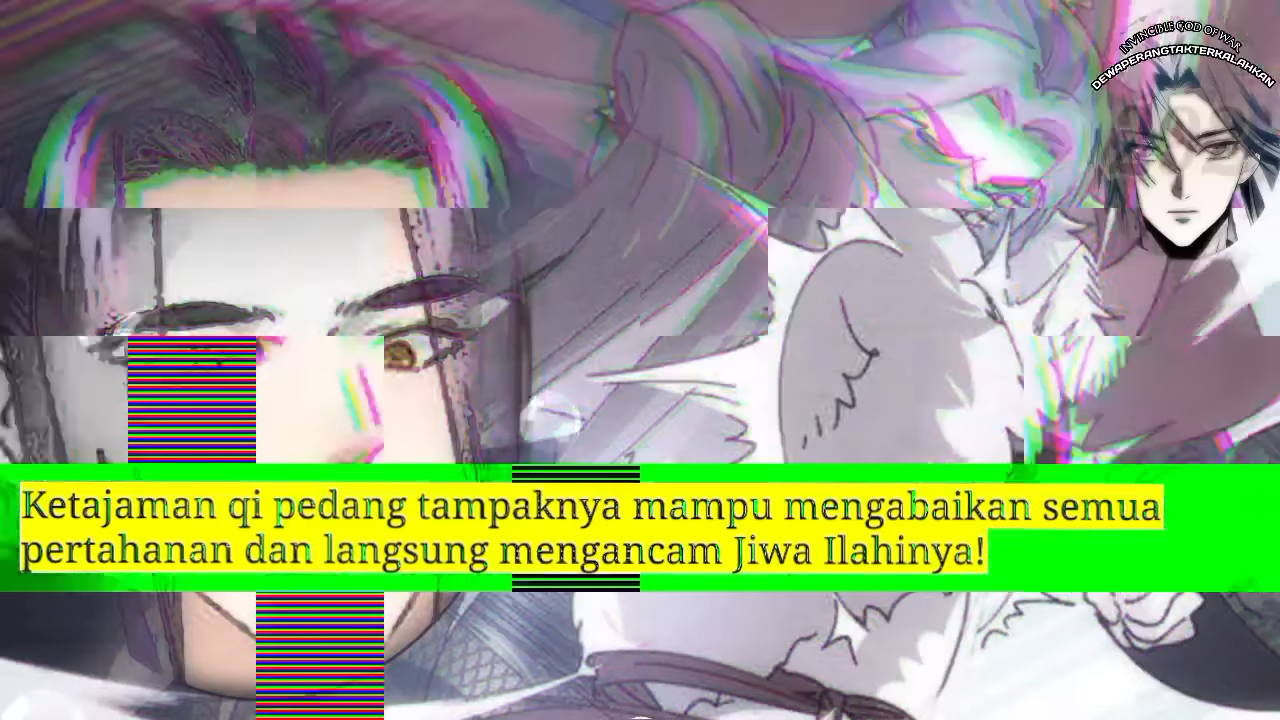 INVINCIBLE GOD OF WAR
DEWAPERANGTAKTERKALAHKAN
Ketajaman qi pedang tampaknya mampu mengabaikan semua
pertahanan dan langsung mengancam Jiwa Ilahinya!